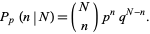 P_p (n | N) = \binom{N}{n} p^n q^{N-n}.